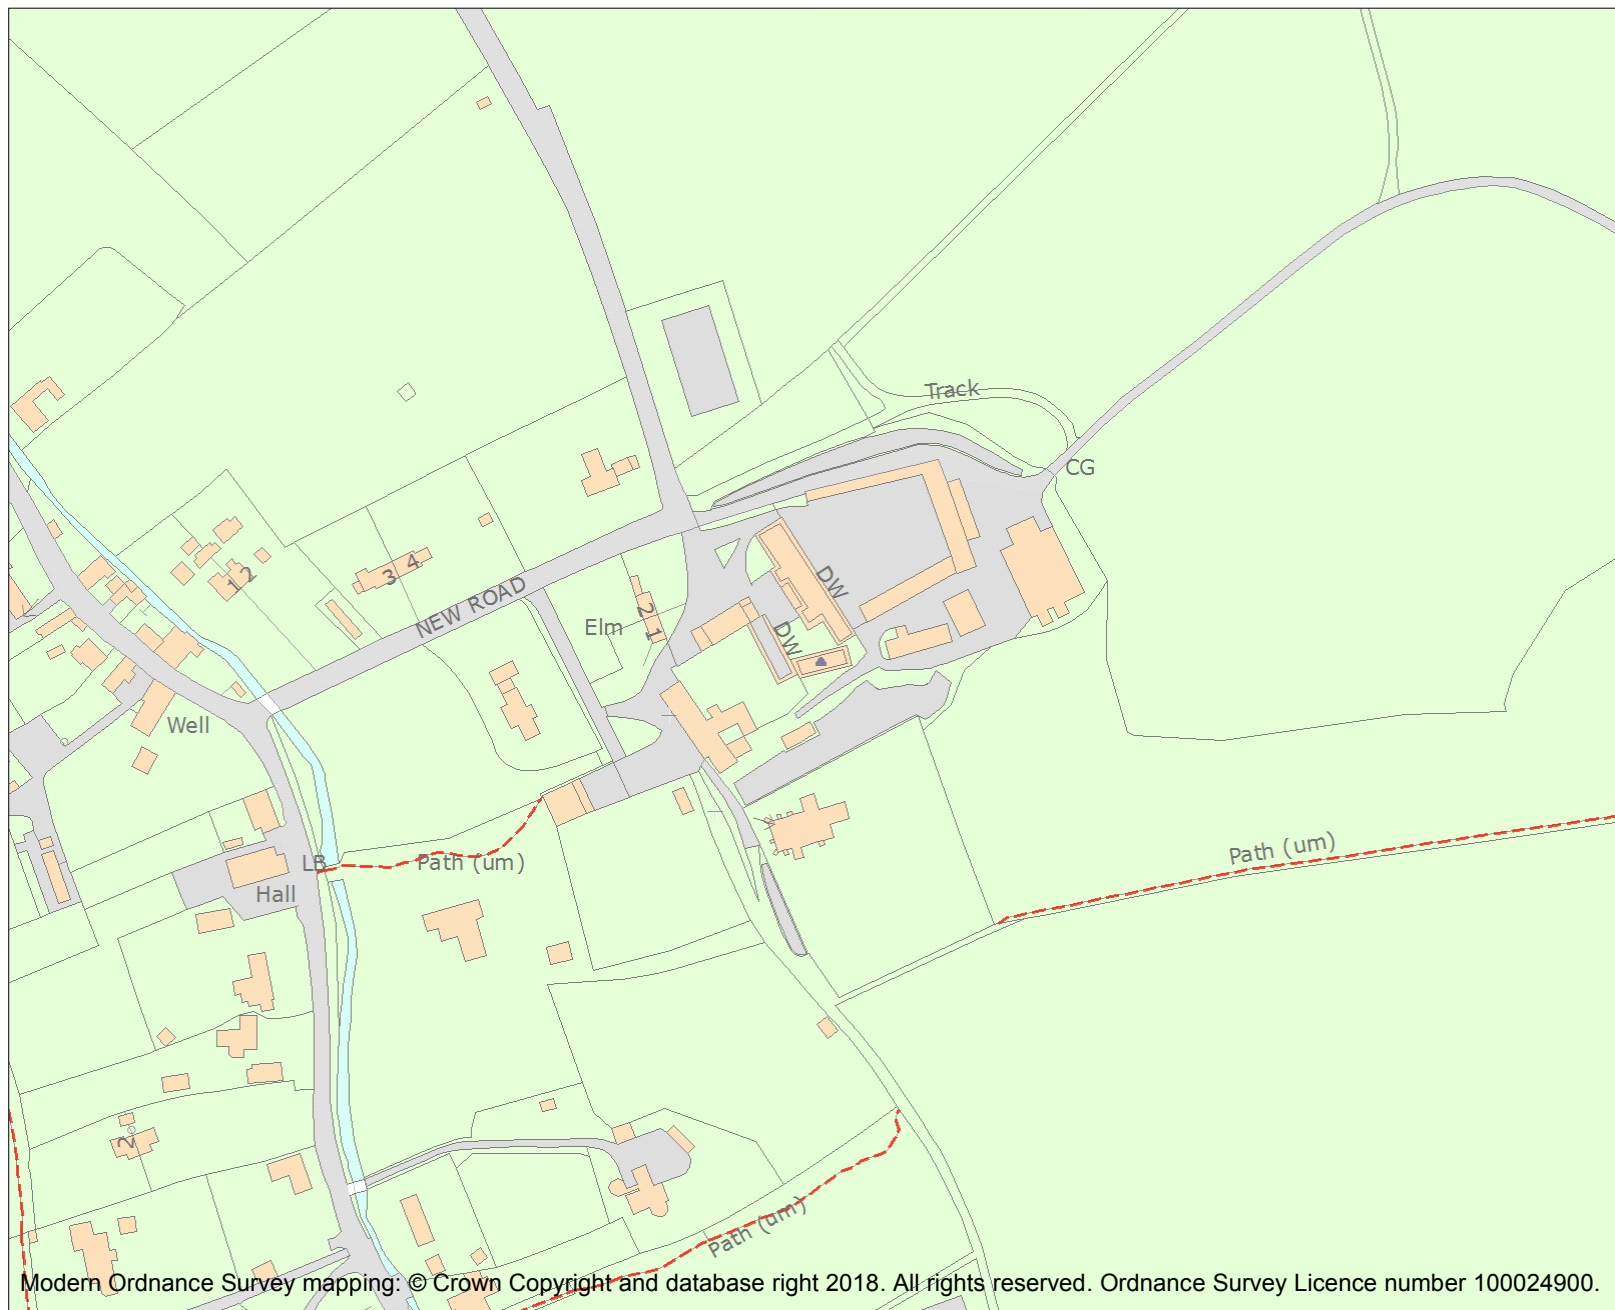 Track
CG
DW
3 4
1 2
NEW ROAD
2 1
Elm
DW
Well
Path (um)
LB
Path (um)
Hall
2
Path (um)
Modern Ordnance Survey mapping: © Crown Copyright and database right 2018. All rights reserved. Ordnance Survey Licence number 100024900.